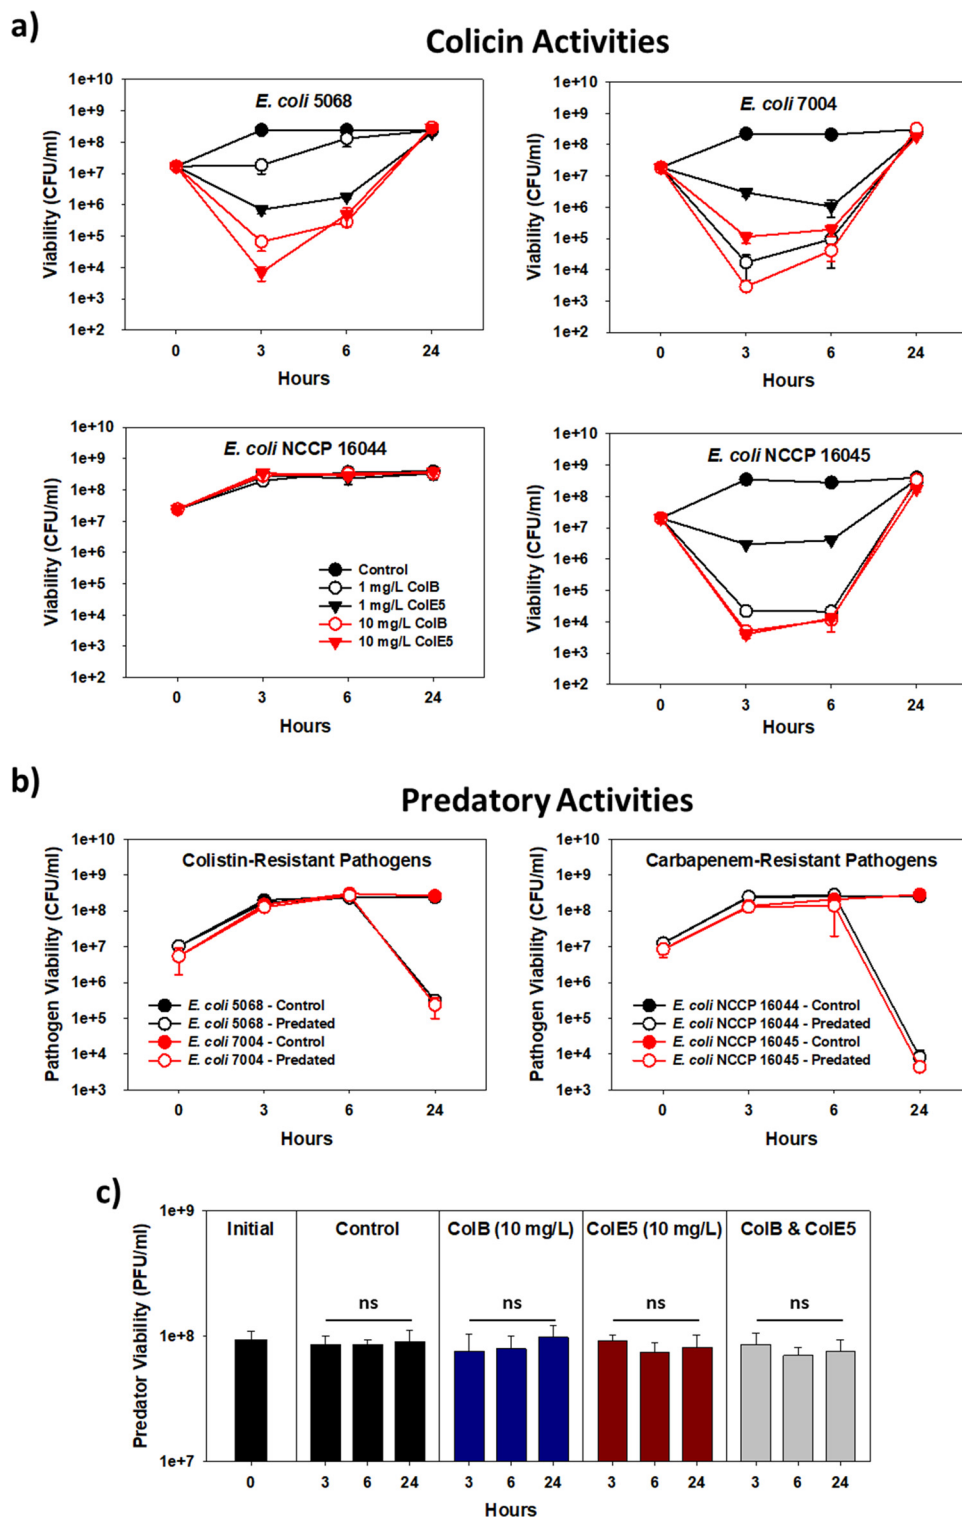 a)
Colicin Activities
E. coli 5068
1e+10
1e+9
1e+8
1e+7
1e+6
1e+5
1e+4
1e+3
1e+2
Viability (CFU/ml)
0 3 6 24
Hours
E. coli 7004
1e+10
1e+9
1e+8
1e+7
1e+6
1e+5
1e+4
1e+3
1e+2
Viability (CFU/ml)
0 3 6 24
Hours
E. coli NCCP 16044
1e+10
1e+9
1e+8
1e+7
1e+6
1e+5
1e+4
1e+3
1e+2
Viability (CFU/ml)
Control
1 mg/L ColB
1 mg/L ColE5
10 mg/L ColB
10 mg/L ColE5
0 3 6 24
Hours
E. coli NCCP 16045
1e+10
1e+9
1e+8
1e+7
1e+6
1e+5
1e+4
1e+3
1e+2
Viability (CFU/ml)
0 3 6 24
Hours
b)
Predatory Activities
Colistin-Resistant Pathogens
1e+10
1e+9
1e+8
1e+7
1e+6
1e+5
1e+4
1e+3
Pathogen Viability (CFU/ml)
E. coli 5068 - Control
E. coli 5068 - Predated
E. coli 7004 - Control
E. coli 7004 - Predated
0 3 6 24
Hours
Carbapenem-Resistant Pathogens
1e+10
1e+9
1e+8
1e+7
1e+6
1e+5
1e+4
1e+3
Pathogen Viability (CFU/ml)
E. coli NCCP 16044 - Control
E. coli NCCP 16044 - Predated
E. coli NCCP 16045 - Control
E. coli NCCP 16045 - Predated
0 3 6 24
Hours
c)
1e+9
1e+8
1e+7
Predator Viability (PFU/ml)
Initial Control ColB (10 mg/L) ColE5 (10 mg/L) ColB & ColE5
ns ns ns ns
0 3 6 24 3 6 24 3 6 24 3 6 24
Hours